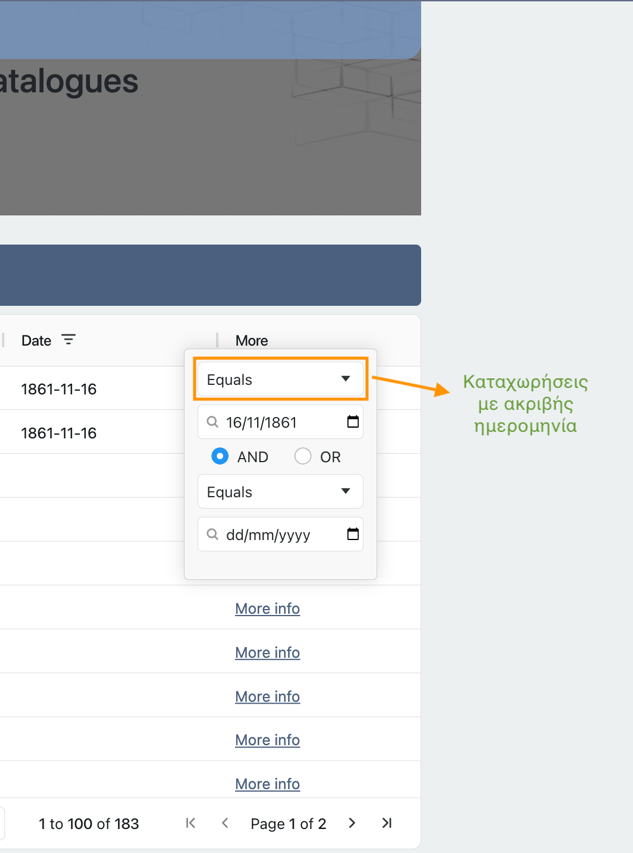 atalogues
Date More
Equals
1861-11-16
16/11/1861
1861-11-16
AND OR
Equals
dd/mm/yyyy
Καταχωρήσεις
με ακριβής
ημερομηνία
More info
More info
More info
More info
More info
1 to 100 of 183 Page 1 of 2